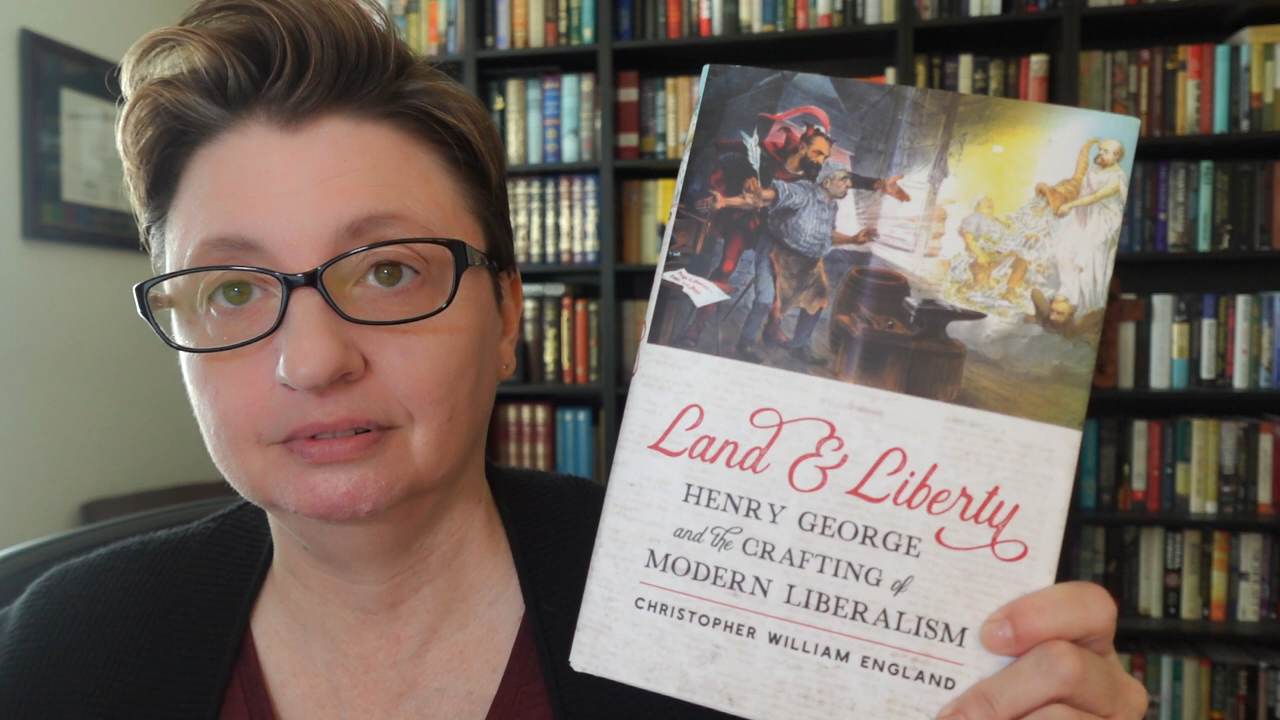 Land & Liberty
HENRY GEORGE
and the CRAFTING of
MODERN LIBERALISM
CHRISTOPHER WILLIAM ENGLAND